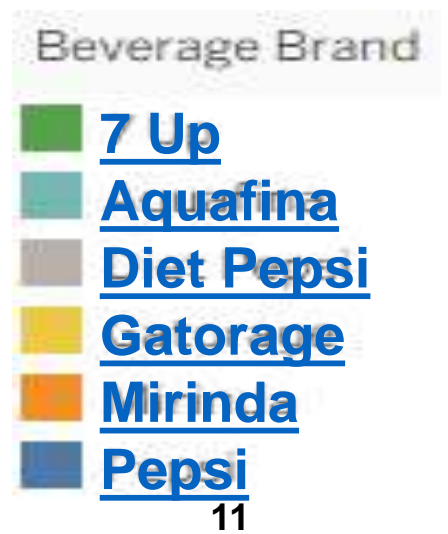 Beverage Brand
7 Up
Aquafina
Diet Pepsi
Gatorage
Mirinda
Pepsi
11